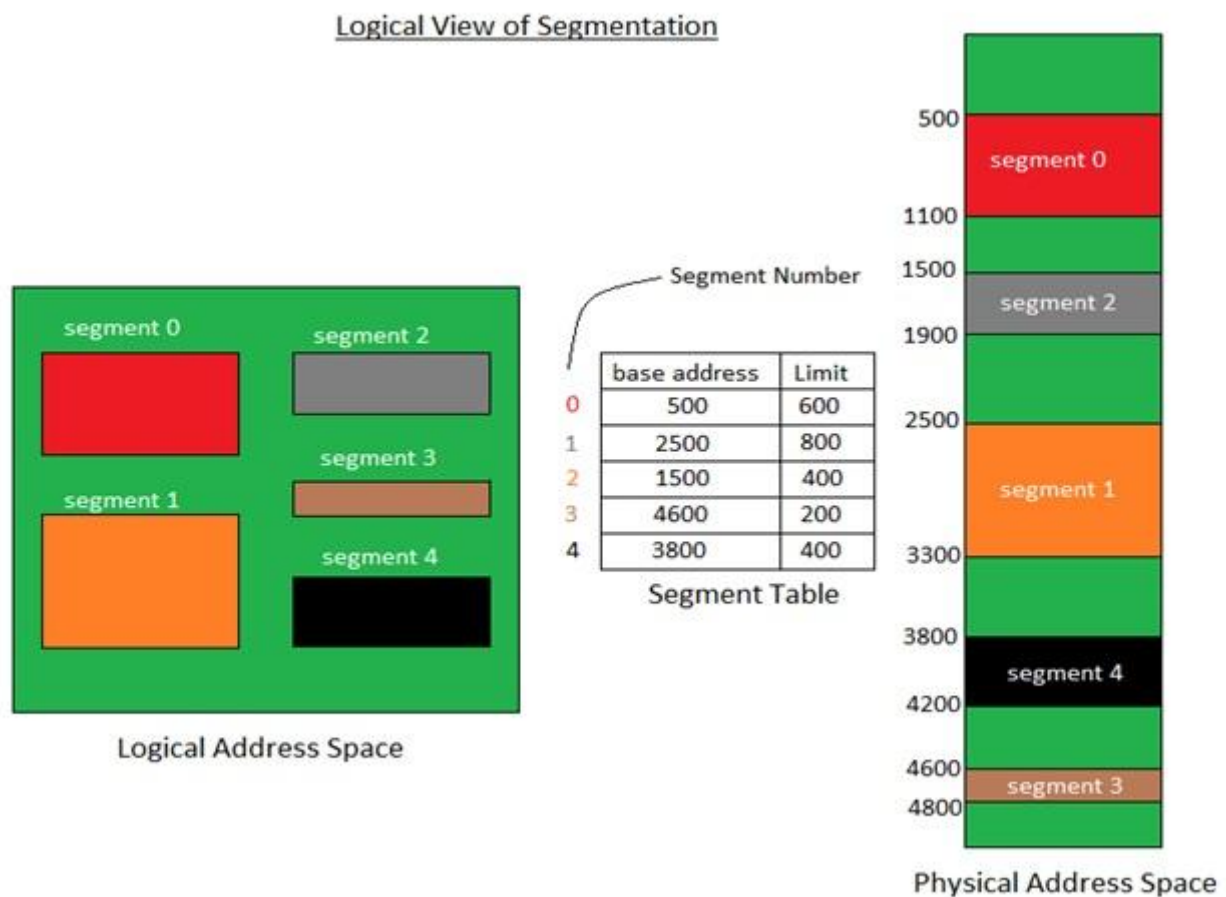 Logical View of Segmentation
segment 0
segment 2
segment 3
segment 1
segment 4
Logical Address Space
Segment Number
base address Limit
0 500 600
1 2500 800
2 1500 400
3 4600 200
4 3800 400
Segment Table
500
segment 0
1100
1500
segment 2
1900
2500
segment 1
3300
3800
segment 4
4200
4600
segment 3
4800
Physical Address Space